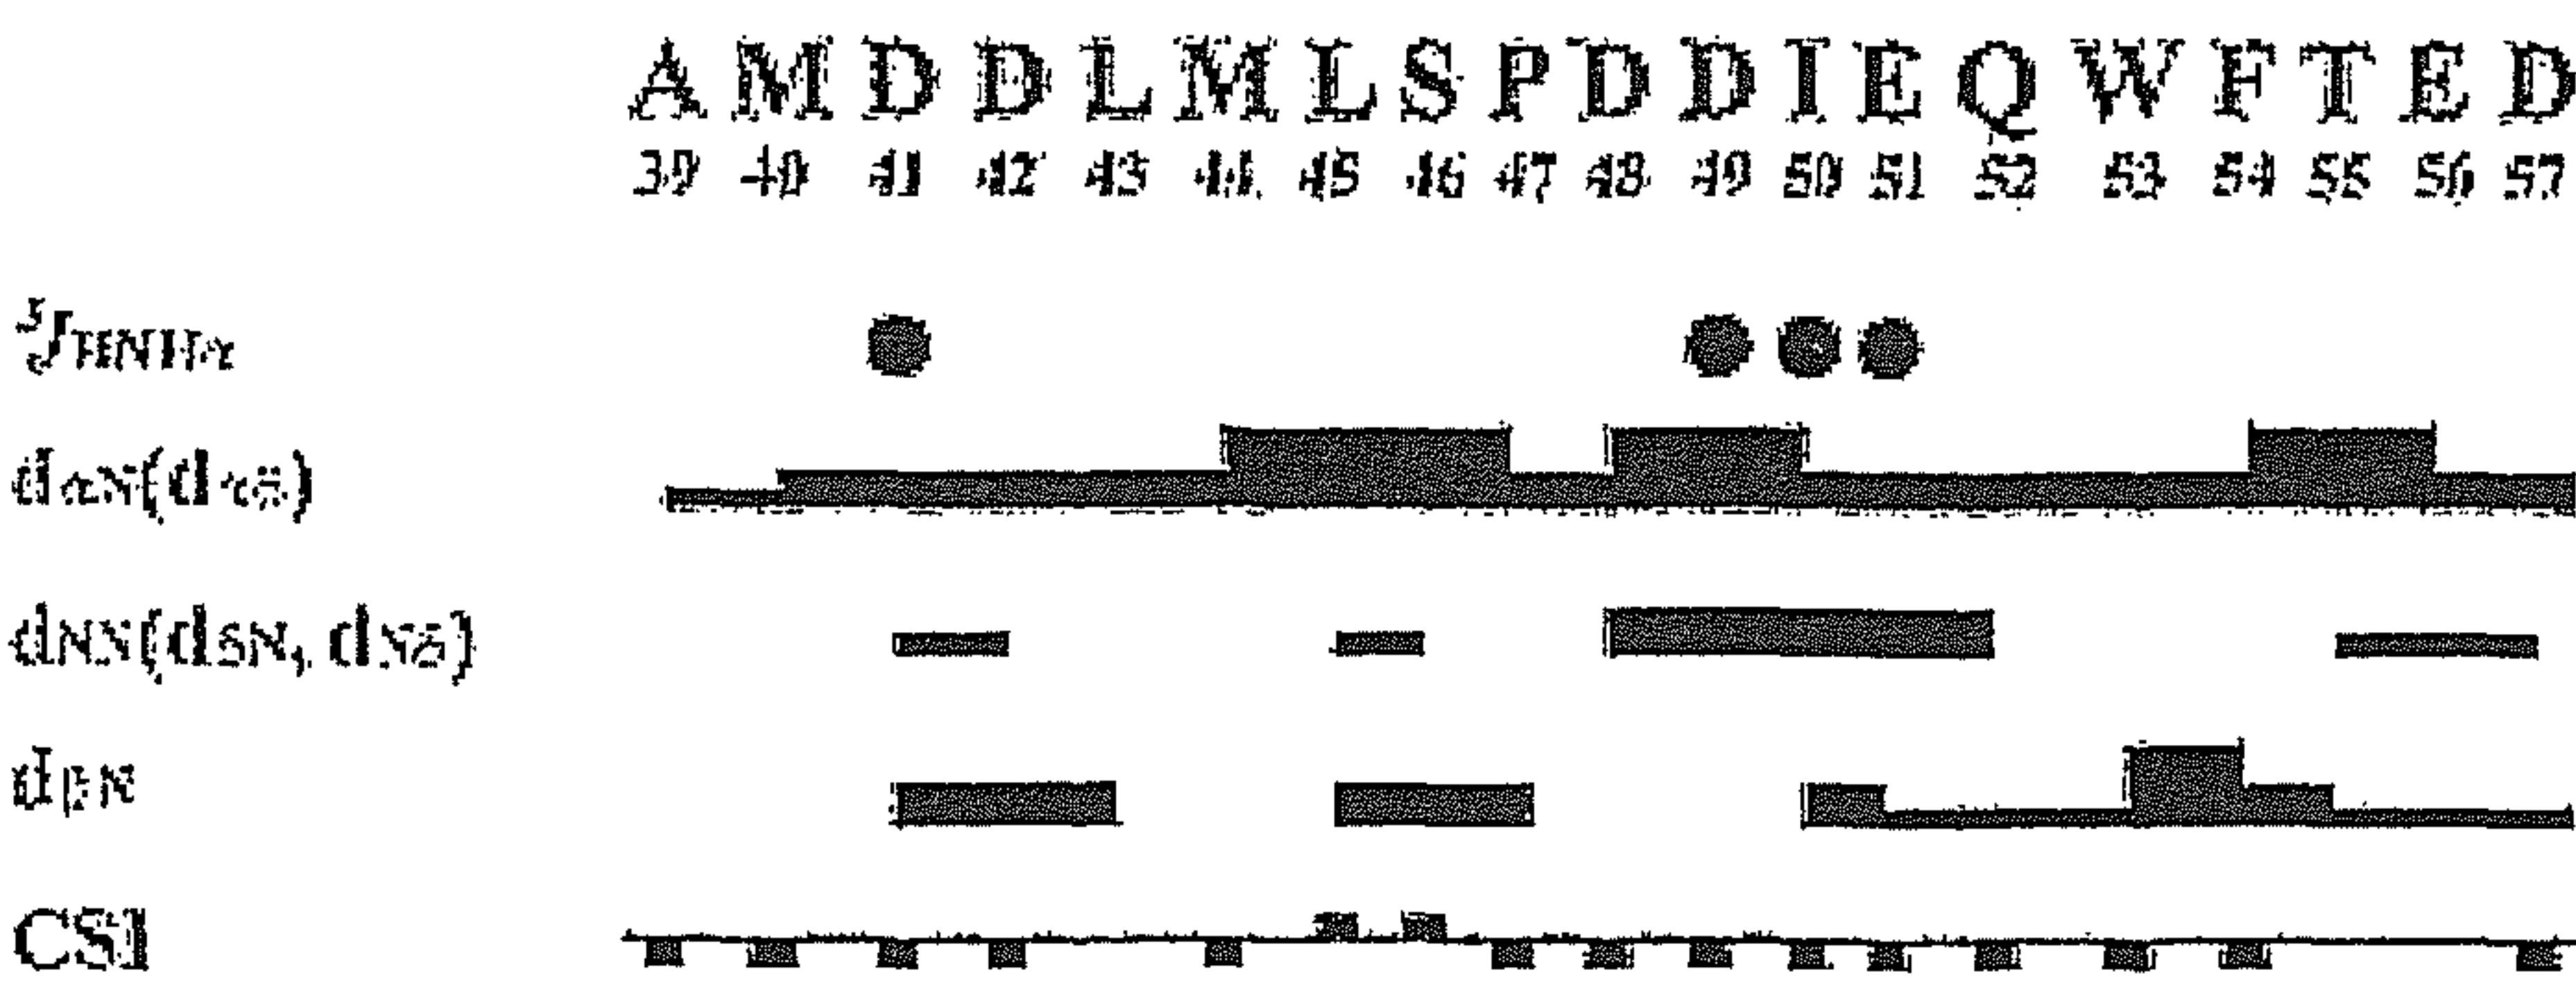 A M D D L M L S P D D I E Q W F T E D
39 40 41 42 43 44 45 46 47 48 49 50 51 52 53 54 55 56 57
³JHNHα
dαN(dαδ)
dNN(dδN, dNδ)
dβN
CSI